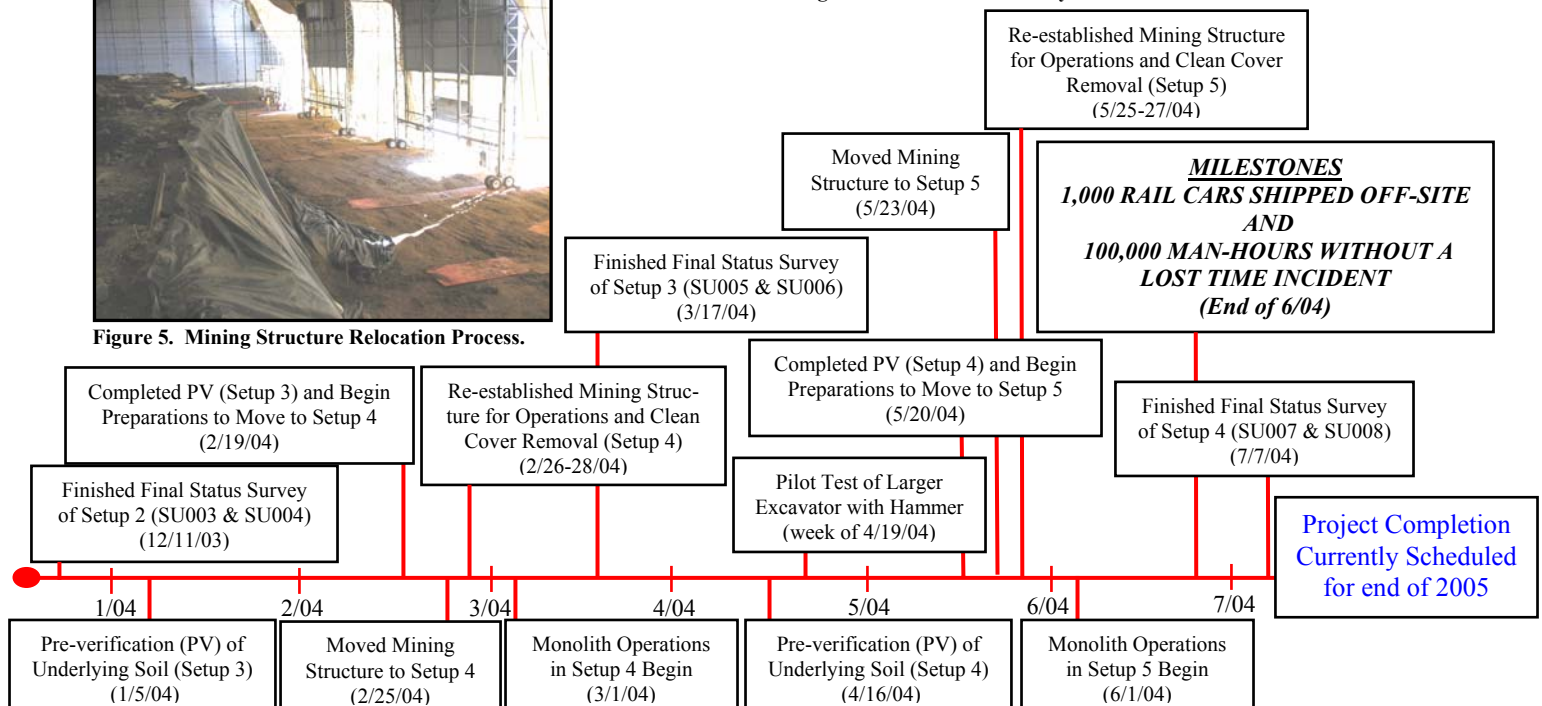 Re-established Mining Structure
for Operations and Clean Cover
Removal (Setup 5)
(5/25-27/04)
Moved Mining
Structure to Setup 5
(5/23/04)
MILESTONES
1,000 RAIL CARS SHIPPED OFF-SITE
AND
100,000 MAN-HOURS WITHOUT A
LOST TIME INCIDENT
(End of 6/04)
Finished Final Status Survey
of Setup 3 (SU005 & SU006)
(3/17/04)
Figure 5. Mining Structure Relocation Process.
Completed PV (Setup 3) and Begin
Preparations to Move to Setup 4
(2/19/04)
Re-established Mining Struc-
ture for Operations and Clean
Cover Removal (Setup 4)
(2/26-28/04)
Completed PV (Setup 4) and Begin
Preparations to Move to Setup 5
(5/20/04)
Finished Final Status Survey
of Setup 4 (SU007 & SU008)
(7/7/04)
Finished Final Status Survey
of Setup 2 (SU003 & SU004)
(12/11/03)
Pilot Test of Larger
Excavator with Hammer
(week of 4/19/04)
Project Completion
Currently Scheduled
for end of 2005
1/04 2/04 3/04 4/04 5/04 6/04 7/04
Pre-verification (PV) of
Underlying Soil (Setup 3)
(1/5/04)
Moved Mining
Structure to Setup 4
(2/25/04)
Monolith Operations
in Setup 4 Begin
(3/1/04)
Pre-verification (PV) of
Underlying Soil (Setup 4)
(4/16/04)
Monolith Operations
in Setup 5 Begin
(6/1/04)